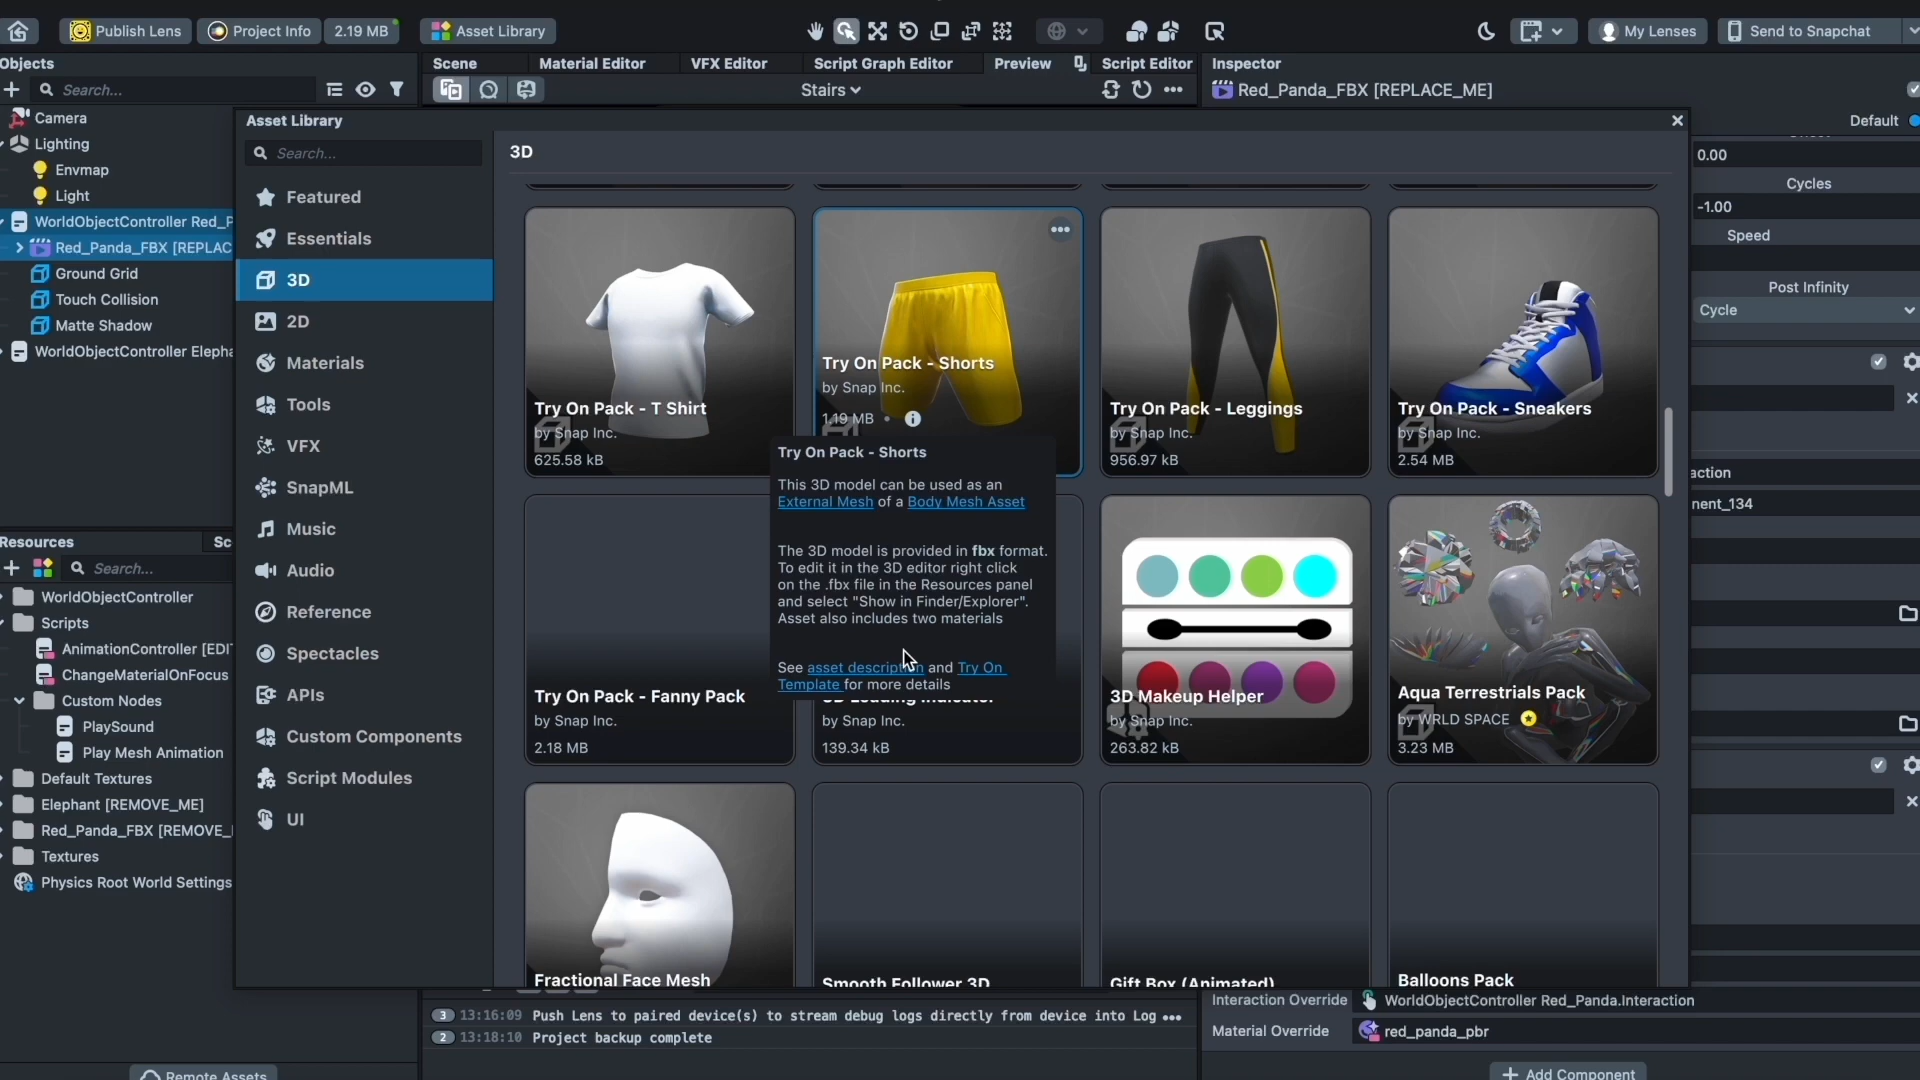 Publish Lens
Project Info
2.19 MB
Asset Library
My Lenses
Send to Snapchat
Objects
Search...
Scene
Material Editor
VFX Editor
Script Graph Editor
Preview
Script Editor
Stairs
Inspector
Red_Panda_FBX [REPLACE_ME]
Default
Camera
Lighting
Envmap
Light
WorldObjectController Red_P
Red_Panda_FBX [REPLAC
Ground Grid
Touch Collision
Matte Shadow
WorldObjectController Elepha
Resources
Sc
Search...
WorldObjectController
Scripts
AnimationController [EDI
ChangeMaterialOnFocus
Custom Nodes
PlaySound
Play Mesh Animation
Default Textures
Elephant [REMOVE_ME]
Red_Panda_FBX [REMOVE_
Textures
Physics Root World Settings
Remote Assets
Asset Library
Search...
Featured
Essentials
3D
2D
Materials
Tools
VFX
SnapML
Music
Audio
Reference
Spectacles
APIs
Custom Components
Script Modules
UI
3D
Try On Pack - T Shirt
by Snap Inc.
625.58 kB
Try On Pack - Shorts
by Snap Inc.
1.19 MB •
Try On Pack - Leggings
by Snap Inc.
956.97 kB
Try On Pack - Sneakers
by Snap Inc.
2.54 MB
Try On Pack - Shorts
This 3D model can be used as an
External Mesh of a Body Mesh Asset
The 3D model is provided in fbx format.
To edit it in the 3D editor right click
on the .fbx file in the Resources panel
and select "Show in Finder/Explorer".
Asset also includes two materials
See asset description and Try On
Template for more details
Try On Pack - Fanny Pack
by Snap Inc.
2.18 MB
3D Loading Indicator
by Snap Inc.
139.34 kB
3D Makeup Helper
by Snap Inc.
263.82 kB
Aqua Terrestrials Pack
by WRLD SPACE
3.23 MB
Fractional Face Mesh
Smooth Follower 3D
Gift Box (Animated)
Balloons Pack
0.00
Cycles
-1.00
Speed
Post Infinity
Cycle
action
nent_134
Interaction Override
WorldObjectController Red_Panda.Interaction
Material Override
red_panda_pbr
Add Component
3 13:16:09 Push Lens to paired device(s) to stream debug logs directly from device into Log •••
2 13:18:10 Project backup complete